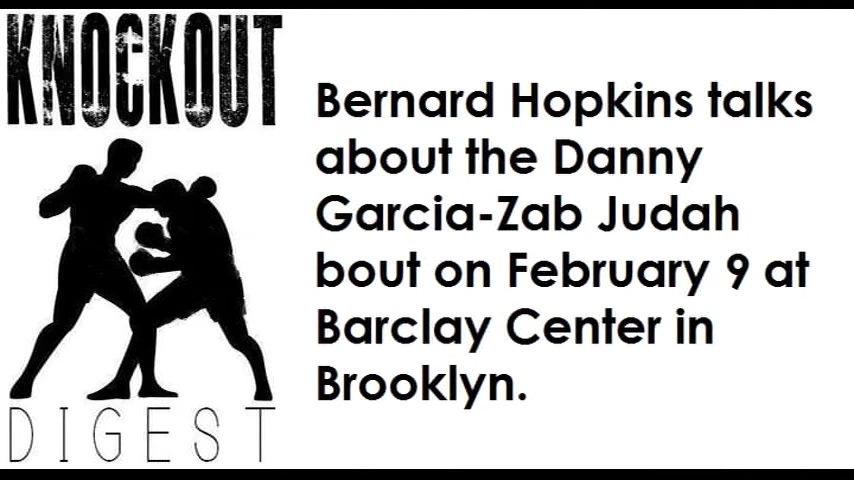 KNOCKOUT
DIGEST
Bernard Hopkins talks
about the Danny
Garcia-Zab Judah
bout on February 9 at
Barclay Center in
Brooklyn.